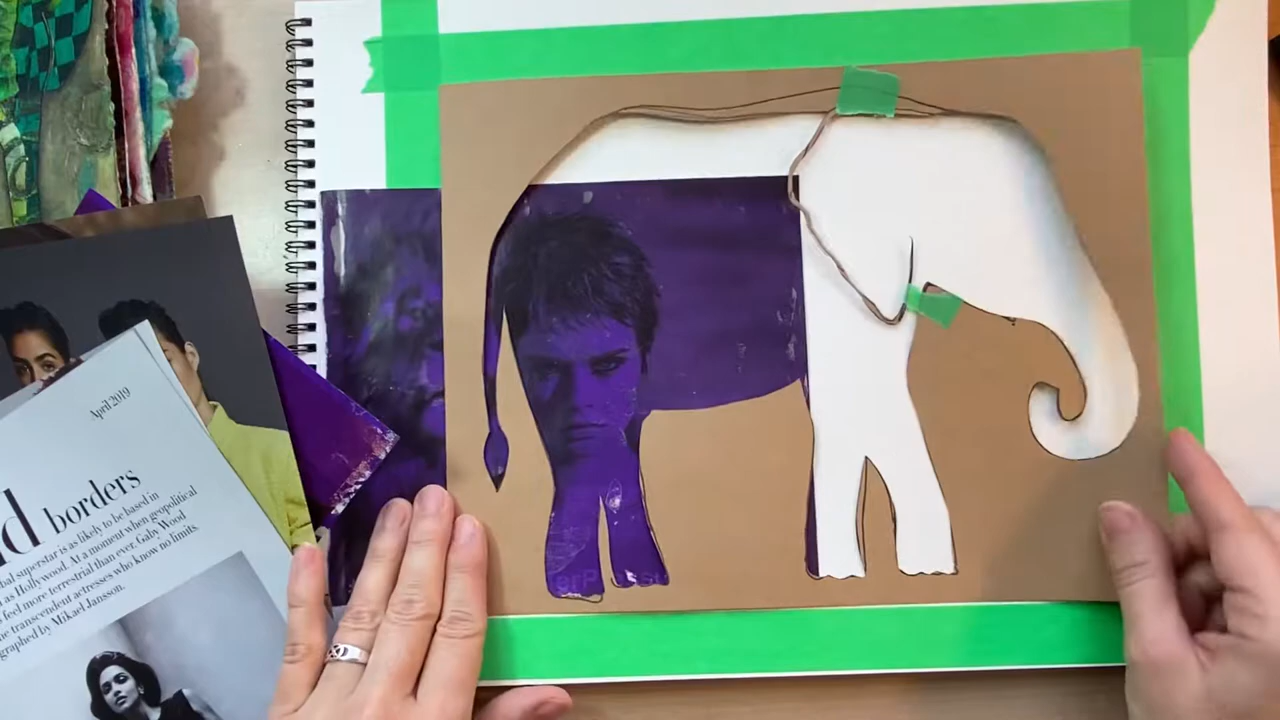 April 2019
borders
superstar is as likely to be based in
as Hollywood. At a moment when geopolitical
feel more terrestrial than ever, Gaby Wood
transcendent actresses who know no limits.
graphed by Mikael Jansson.